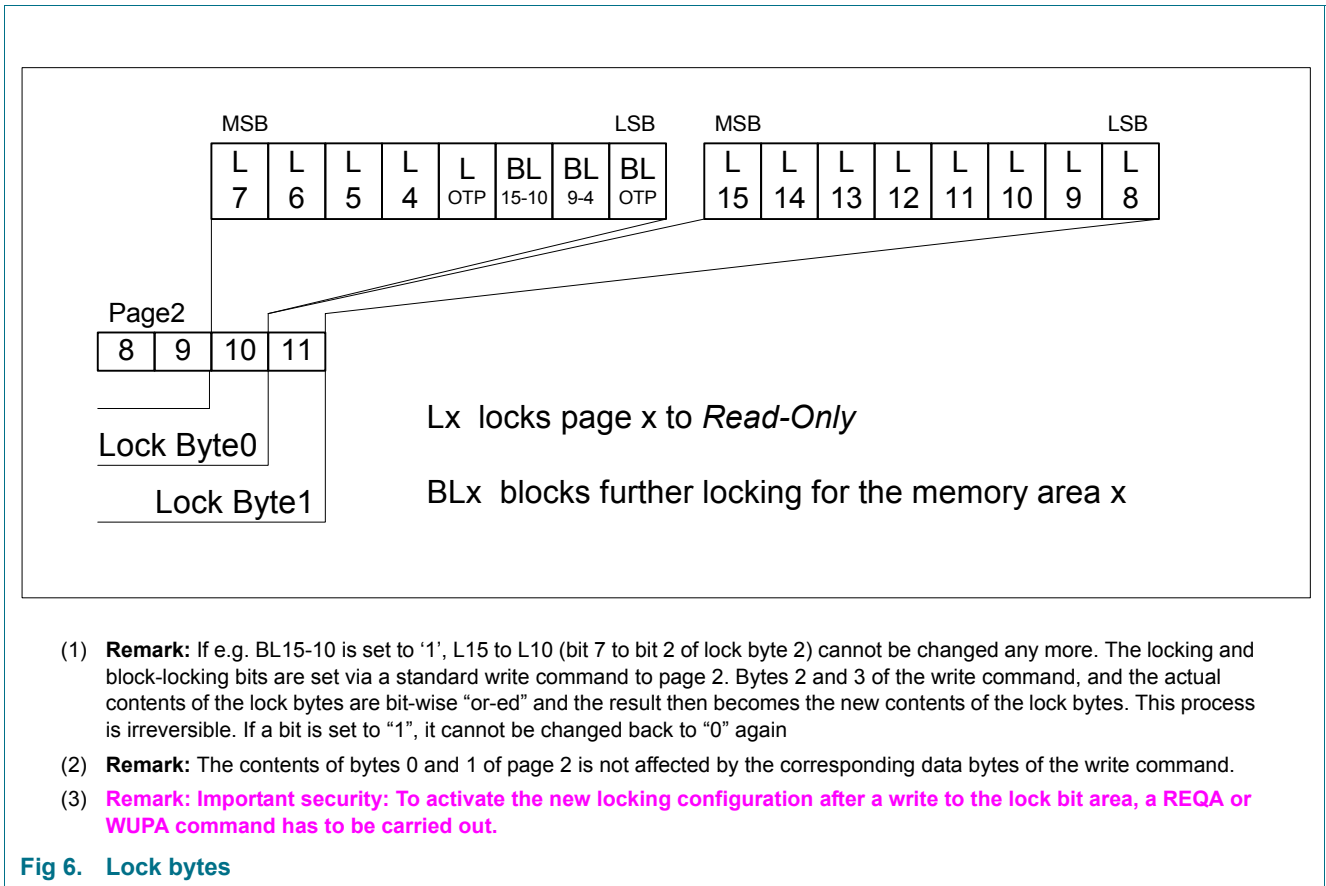 MSB LSB MSB LSB
L L L L L BL BL BL L L L L L L L L
7 6 5 4 OTP 15-10 9-4 OTP 15 14 13 12 11 10 9 8
Page2
8 9 10 11
Lx locks page x to Read-Only
Lock Byte0
BLx blocks further locking for the memory area x
Lock Byte1
(1) Remark: If e.g. BL15-10 is set to ‘1’, L15 to L10 (bit 7 to bit 2 of lock byte 2) cannot be changed any more. The locking and
block-locking bits are set via a standard write command to page 2. Bytes 2 and 3 of the write command, and the actual
contents of the lock bytes are bit-wise “or-ed” and the result then becomes the new contents of the lock bytes. This process
is irreversible. If a bit is set to “1”, it cannot be changed back to “0” again
(2) Remark: The contents of bytes 0 and 1 of page 2 is not affected by the corresponding data bytes of the write command.
(3) Remark: Important security: To activate the new locking configuration after a write to the lock bit area, a REQA or
WUPA command has to be carried out.
Fig 6. Lock bytes